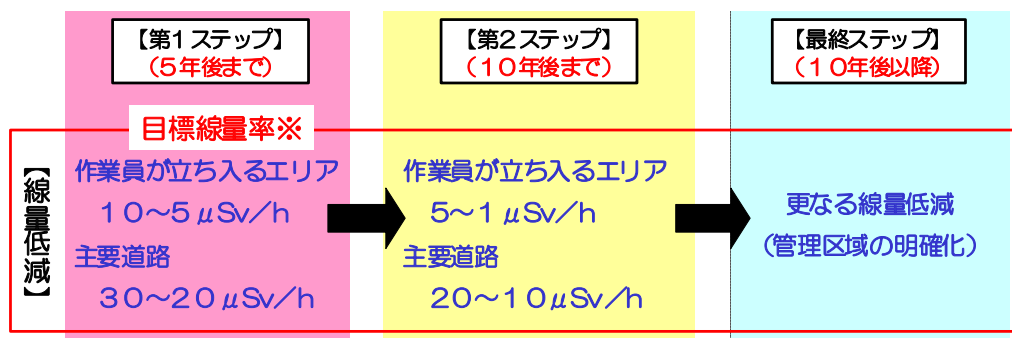 【第1ステップ】
(5年後まで)
【第2ステップ】
(10年後まで)
【最終ステップ】
(10年後以降)
目標線量率※
【線量低減】
作業員が立ち入るエリア
10～5μSv/h
主要道路
30～20μSv/h
作業員が立ち入るエリア
5～1μSv/h
主要道路
20～10μSv/h
更なる線量低減
(管理区域の明確化)